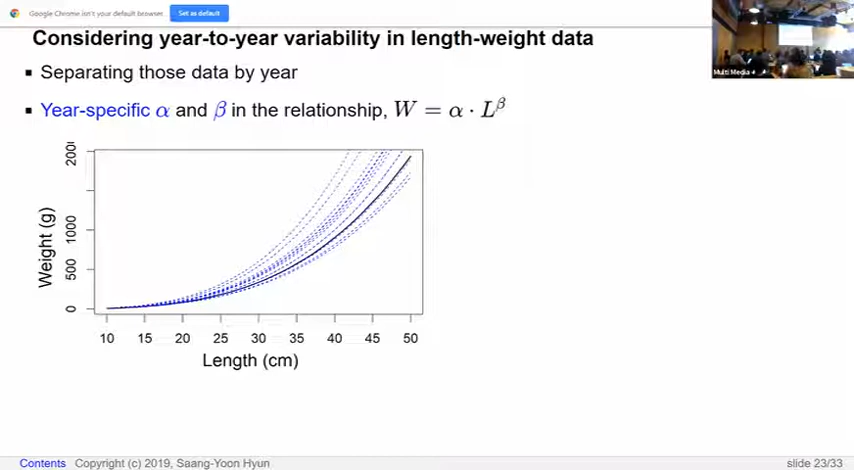 Google Chrome isn't your default browser
Set as default
Considering year-to-year variability in length-weight data
▪ Separating those data by year
▪ Year-specific α and β in the relationship, W = α · L^β
200
1000
500
0
Weight (g)
10 15 20 25 30 35 40 45 50
Length (cm)
Multi Media
Contents Copyright (c) 2019, Saang-Yoon Hyun
slide 23/33